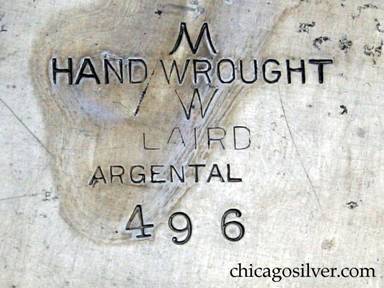 M
HAND WROUGHT
W
LAIRD
ARGENTAL
496
chicagosilver.com